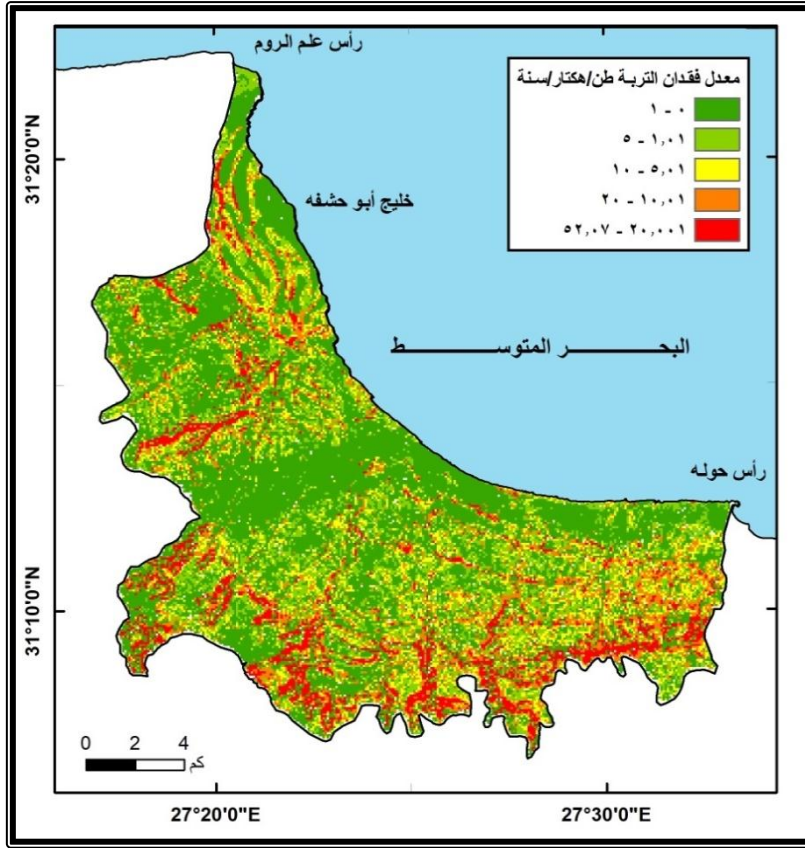 رأس علم الروم
معدل فقدان التربة طن/هكتار/سنة
٠ - ١
١,٠١ - ٥
٥,٠١ - ١٠
١٠,٠١ - ٢٠
٢٠,٠٠١ - ٥٢,٠٧
خليج أبو حشفه
البحـــــــر المتوســـــــط
رأس حوله
31°20'0"N
31°10'0"N
0 2 4
كم
27°20'0"E
27°30'0"E